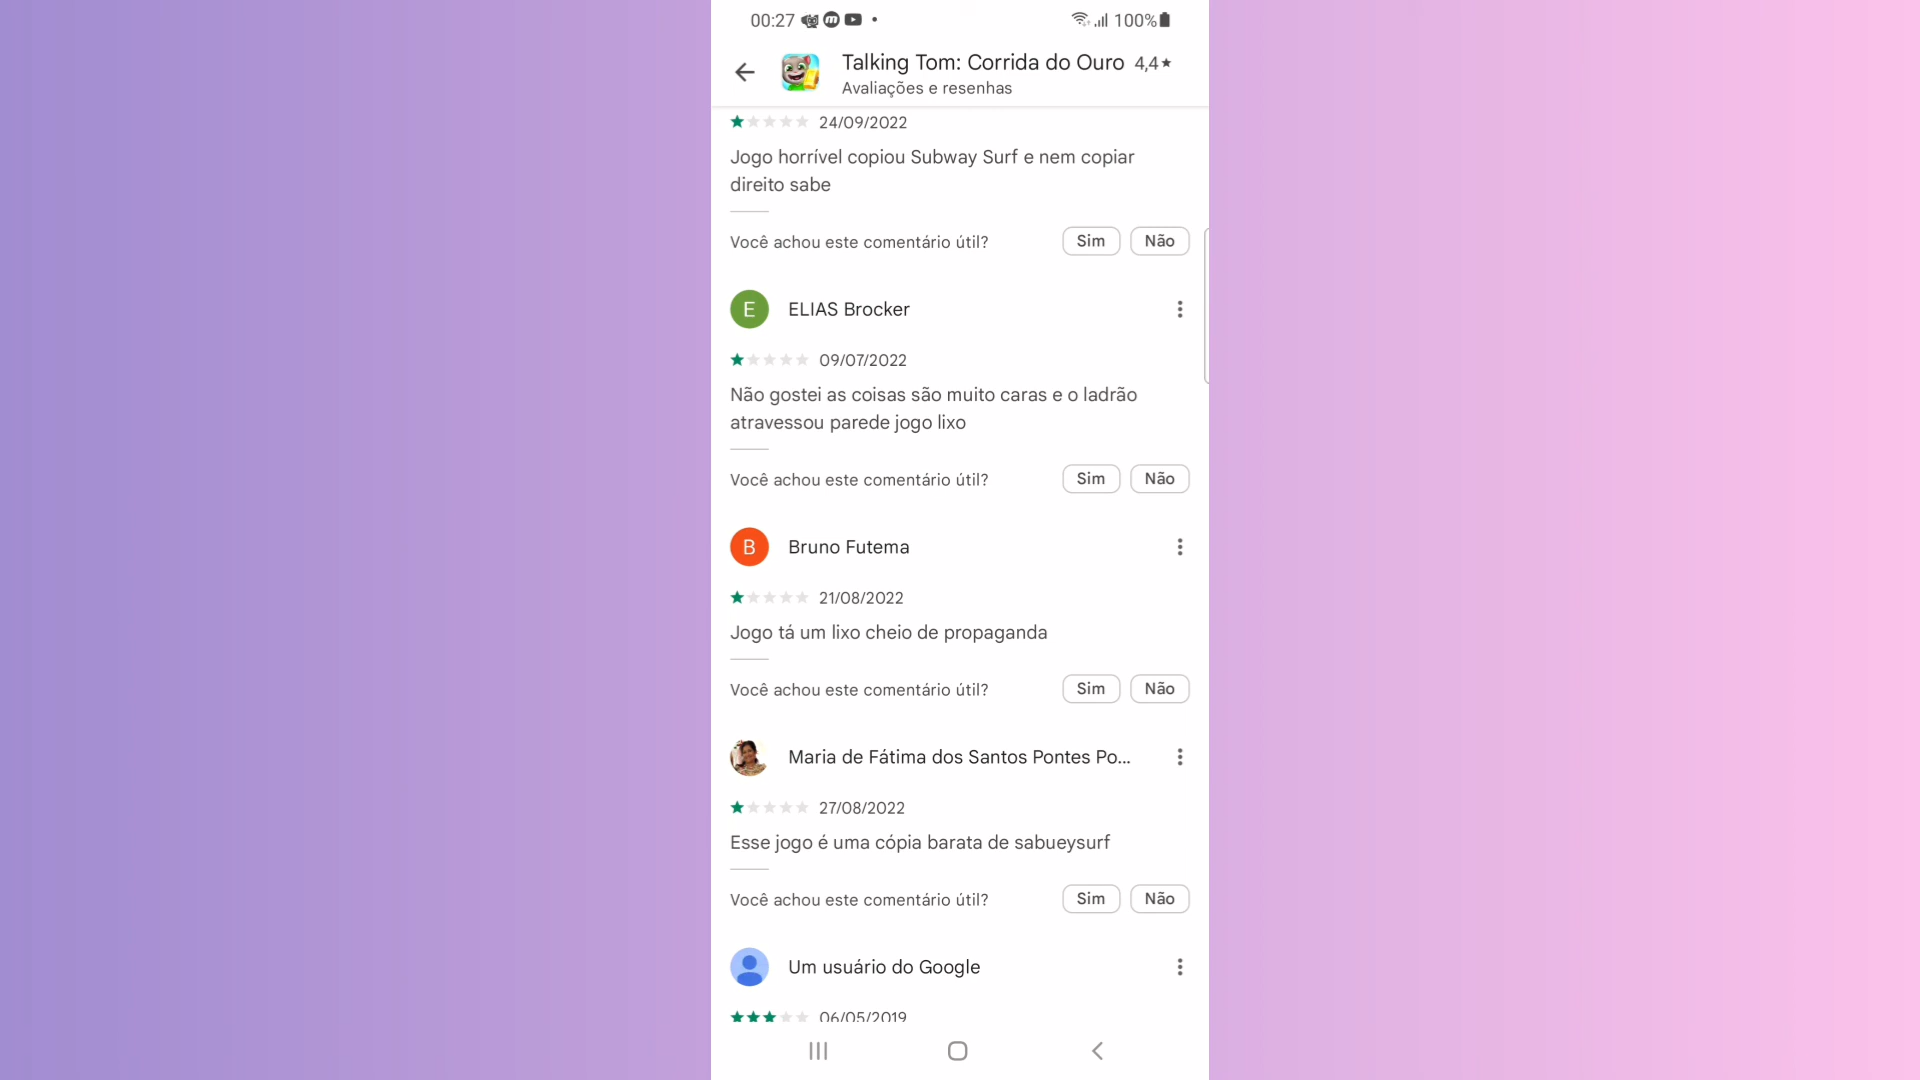 00:27
100%
Talking Tom: Corrida do Ouro 4,4★
Avaliações e resenhas
24/09/2022
Jogo horrível copiou Subway Surf e nem copiar
direito sabe
Você achou este comentário útil? Sim Não
E ELIAS Brocker
09/07/2022
Não gostei as coisas são muito caras e o ladrão
atravessou parede jogo lixo
Você achou este comentário útil? Sim Não
B Bruno Futema
21/08/2022
Jogo tá um lixo cheio de propaganda
Você achou este comentário útil? Sim Não
Maria de Fátima dos Santos Pontes Po...
27/08/2022
Esse jogo é uma cópia barata de sabueysurf
Você achou este comentário útil? Sim Não
Um usuário do Google
06/05/2019